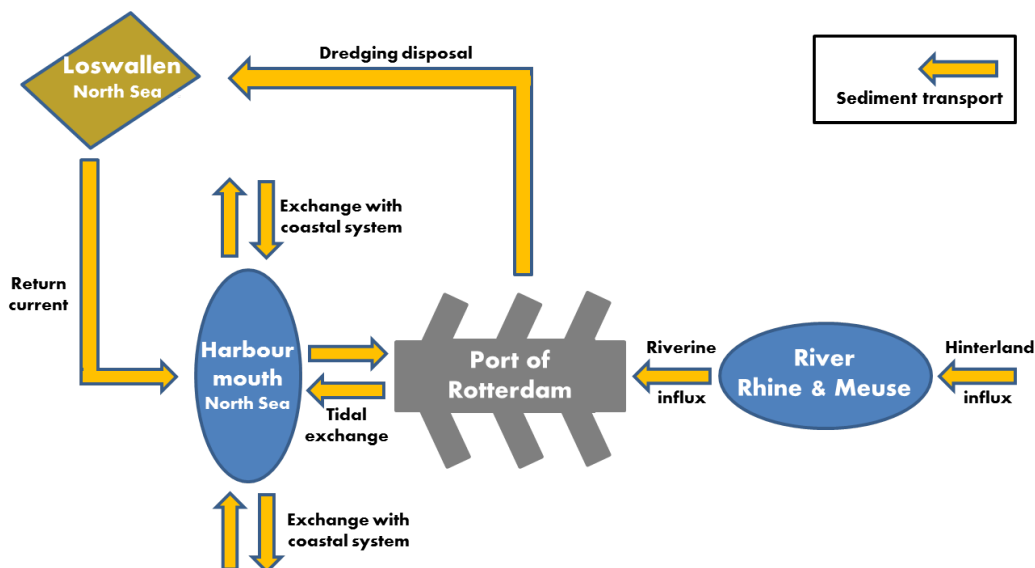 Dredging disposal
Loswallen
North Sea
Sediment transport
Exchange with
coastal system
Return
current
Harbour
mouth
North Sea
Tidal
exchange
Port of
Rotterdam
Riverine
influx
River
Rhine & Meuse
Hinterland
influx
Exchange with
coastal system